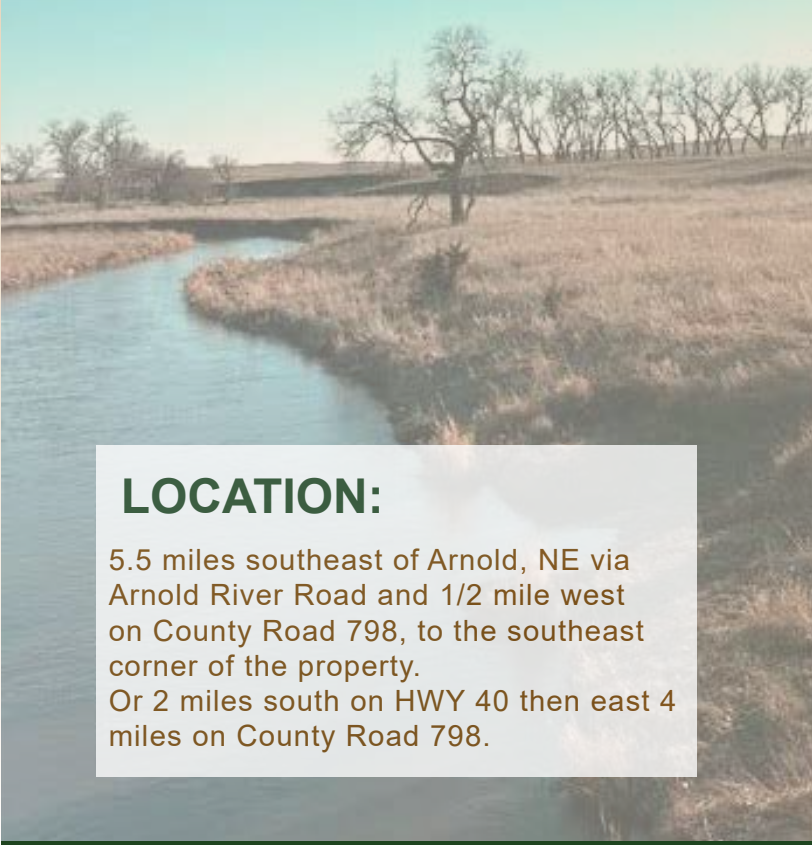 LOCATION:
5.5 miles southeast of Arnold, NE via
Arnold River Road and 1/2 mile west
on County Road 798, to the southeast
corner of the property.
Or 2 miles south on HWY 40 then east 4
miles on County Road 798.